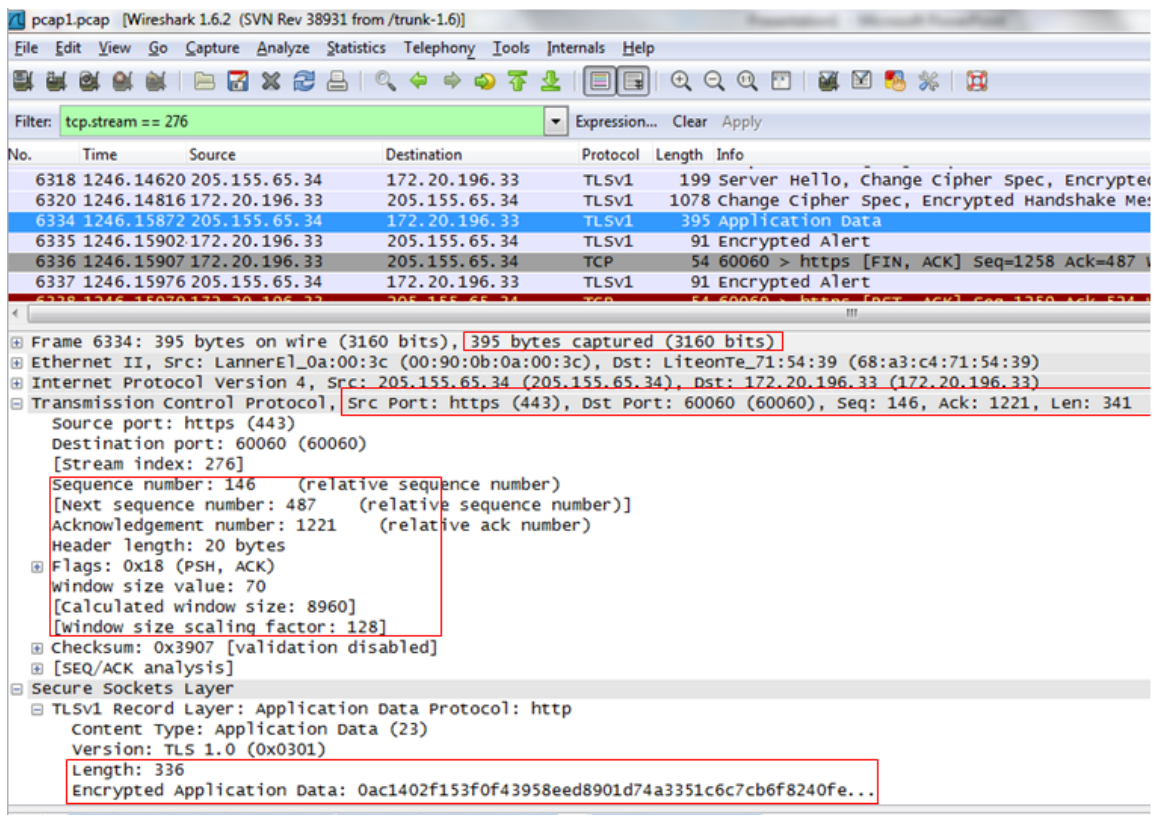 pcap1.pcap [Wireshark 1.6.2 (SVN Rev 38931 from /trunk-1.6)]
File Edit View Go Capture Analyze Statistics Telephony Tools Internals Help
Filter: tcp.stream == 276 Expression... Clear Apply
No. Time Source Destination Protocol Length Info
6318 1246.14620 205.155.65.34 172.20.196.33 TLSv1 199 Server Hello, Change Cipher Spec, Encrypted
6320 1246.14816 172.20.196.33 205.155.65.34 TLSv1 1078 Change Cipher Spec, Encrypted Handshake Mes
6334 1246.15872 205.155.65.34 172.20.196.33 TLSv1 395 Application Data
6335 1246.15902 172.20.196.33 205.155.65.34 TLSv1 91 Encrypted Alert
6336 1246.15907 172.20.196.33 205.155.65.34 TCP 54 60060 > https [FIN, ACK] Seq=1258 Ack=487 W
6337 1246.15976 205.155.65.34 172.20.196.33 TLSv1 91 Encrypted Alert
Frame 6334: 395 bytes on wire (3160 bits), 395 bytes captured (3160 bits)
Ethernet II, Src: LannerEl_0a:00:3c (00:90:0b:0a:00:3c), Dst: LiteonTe_71:54:39 (68:a3:c4:71:54:39)
Internet Protocol Version 4, Src: 205.155.65.34 (205.155.65.34), Dst: 172.20.196.33 (172.20.196.33)
Transmission Control Protocol, Src Port: https (443), Dst Port: 60060 (60060), Seq: 146, Ack: 1221, Len: 341
Source port: https (443)
Destination port: 60060 (60060)
[Stream index: 276]
Sequence number: 146 (relative sequence number)
[Next sequence number: 487 (relative sequence number)]
Acknowledgement number: 1221 (relative ack number)
Header length: 20 bytes
Flags: 0x18 (PSH, ACK)
Window size value: 70
[Calculated window size: 8960]
[Window size scaling factor: 128]
Checksum: 0x3907 [validation disabled]
[SEQ/ACK analysis]
Secure Sockets Layer
TLSv1 Record Layer: Application Data Protocol: http
Content Type: Application Data (23)
Version: TLS 1.0 (0x0301)
Length: 336
Encrypted Application Data: 0ac1402f153f0f43958eed8901d74a3351c6c7cb6f8240fe...